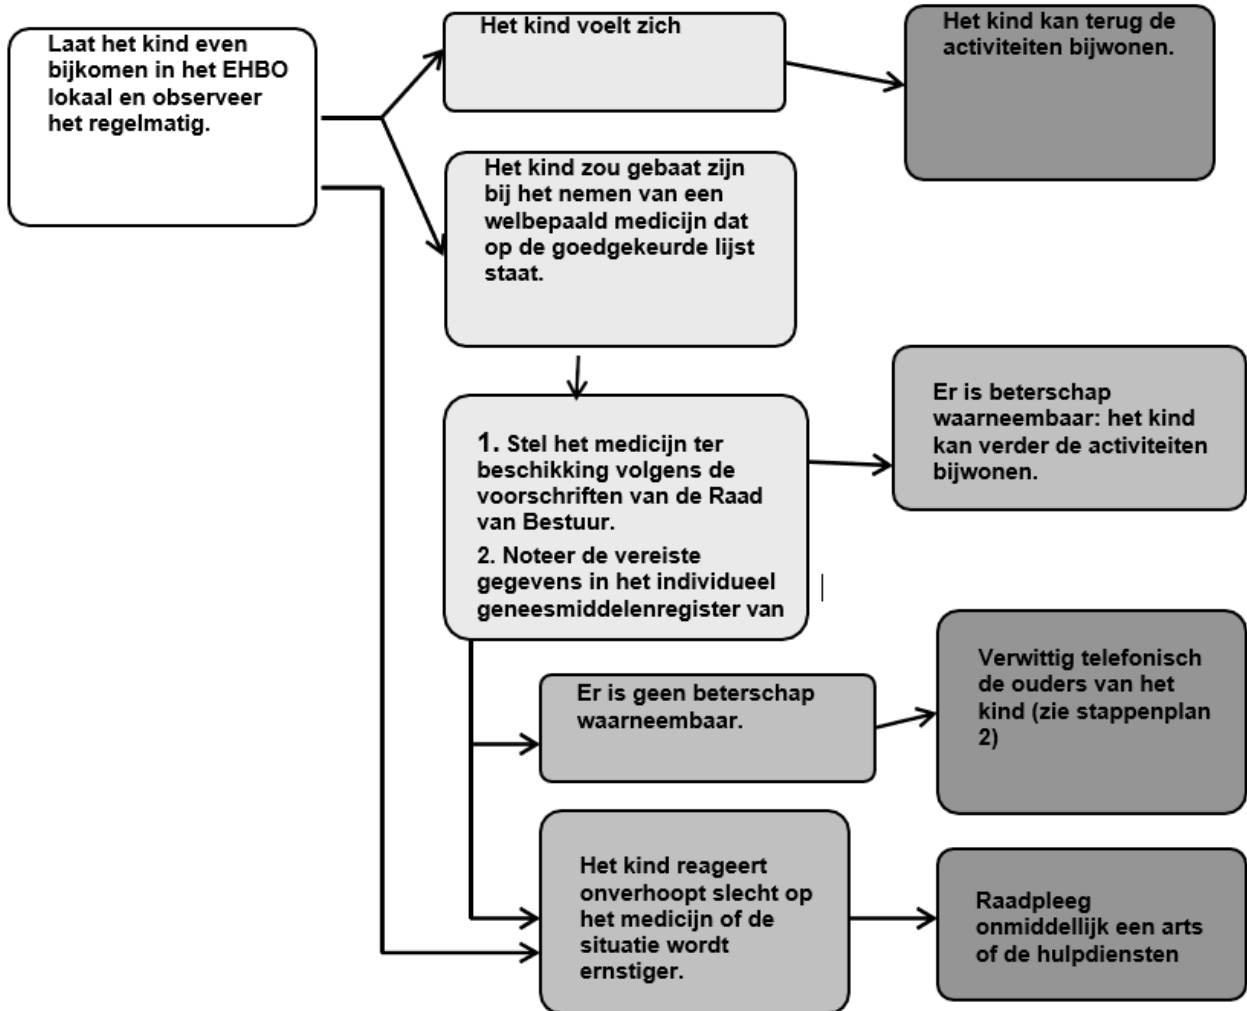 Laat het kind even
bijkomen in het EHBO
lokaal en observeer
het regelmatig.
Het kind voelt zich
Het kind kan terug de
activiteiten bijwonen.
Het kind zou gebaat zijn
bij het nemen van een
welbepaald medicijn dat
op de goedgekeurde lijst
staat.
1. Stel het medicijn ter
beschikking volgens de
voorschriften van de Raad
van Bestuur.
2. Noteer de vereiste
gegevens in het individueel
geneesmiddelenregister van
Er is beterschap
waarneembaar: het kind
kan verder de activiteiten
bijwonen.
Er is geen beterschap
waarneembaar.
Verwittig telefonisch
de ouders van het
kind (zie stappenplan
2)
Het kind reageert
onverhoopt slecht op
het medicijn of de
situatie wordt
ernstiger.
Raadpleeg
onmiddellijk een arts
of de hulpdiensten